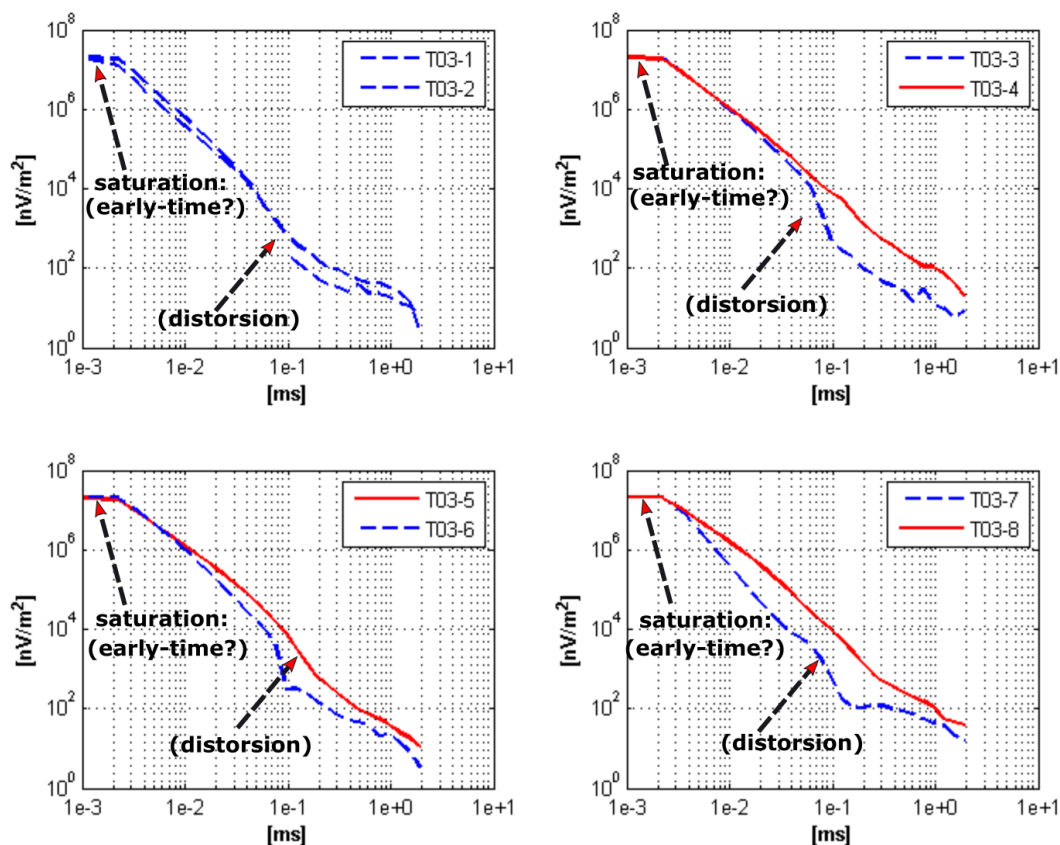 10^8
10^6
10^4
10^2
10^0
[nV/m^2]
T03-1
T03-2
saturation:
(early-time?)
(distorsion)
1e-3
1e-2
1e-1
1e+0
1e+1
[ms]
10^8
10^6
10^4
10^2
10^0
[nV/m^2]
T03-3
T03-4
saturation:
(early-time?)
(distorsion)
1e-3
1e-2
1e-1
1e+0
1e+1
[ms]
10^8
10^6
10^4
10^2
10^0
[nV/m^2]
T03-5
T03-6
saturation:
(early-time?)
(distorsion)
1e-3
1e-2
1e-1
1e+0
1e+1
[ms]
10^8
10^6
10^4
10^2
10^0
[nV/m^2]
T03-7
T03-8
saturation:
(early-time?)
(distorsion)
1e-3
1e-2
1e-1
1e+0
1e+1
[ms]